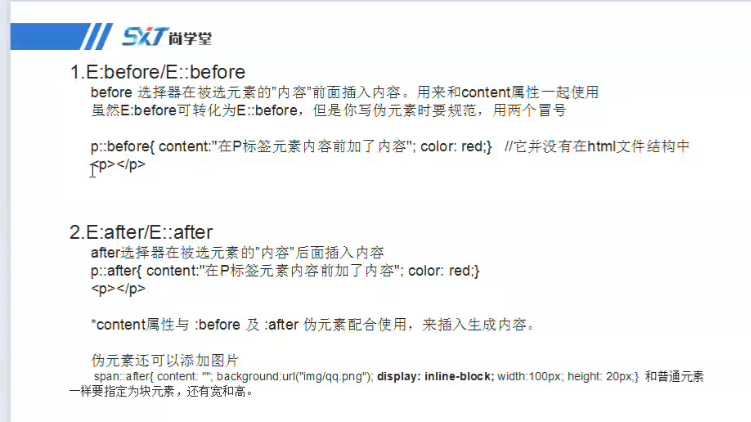 SXT 尚学堂
1.E:before/E::before
before 选择器在被选元素的"内容"前面插入内容。用来和content属性一起使用
虽然E:before可转化为E::before，但是你写伪元素时要规范，用两个冒号
p::before{ content:"在P标签元素内容前加了内容"; color: red;} //它并没有在html文件结构中
<p></p>
2.E:after/E::after
after选择器在被选元素的"内容"后面插入内容
p::after{ content:"在P标签元素内容前加了内容"; color: red;}
<p></p>
*content属性与 :before 及 :after 伪元素配合使用，来插入生成内容。
伪元素还可以添加图片
span::after{ content: ""; background:url("img/qq.png"); display: inline-block; width:100px; height: 20px;} 和普通元素
一样要指定为块元素，还有宽和高。